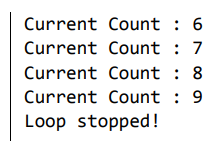 Current Count : 6
Current Count : 7
Current Count : 8
Current Count : 9
Loop stopped!